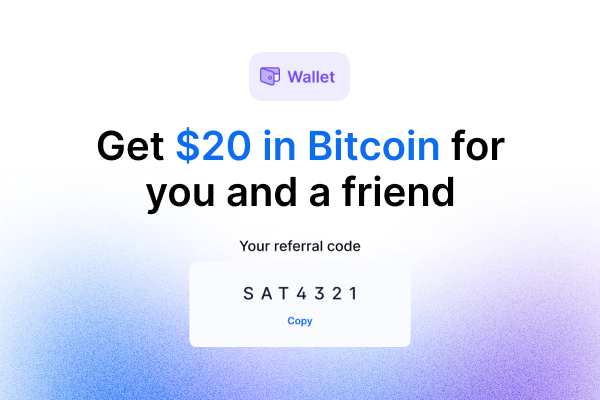 Wallet
Get $20 in Bitcoin for
you and a friend
Your referral code
SAT4321
Copy